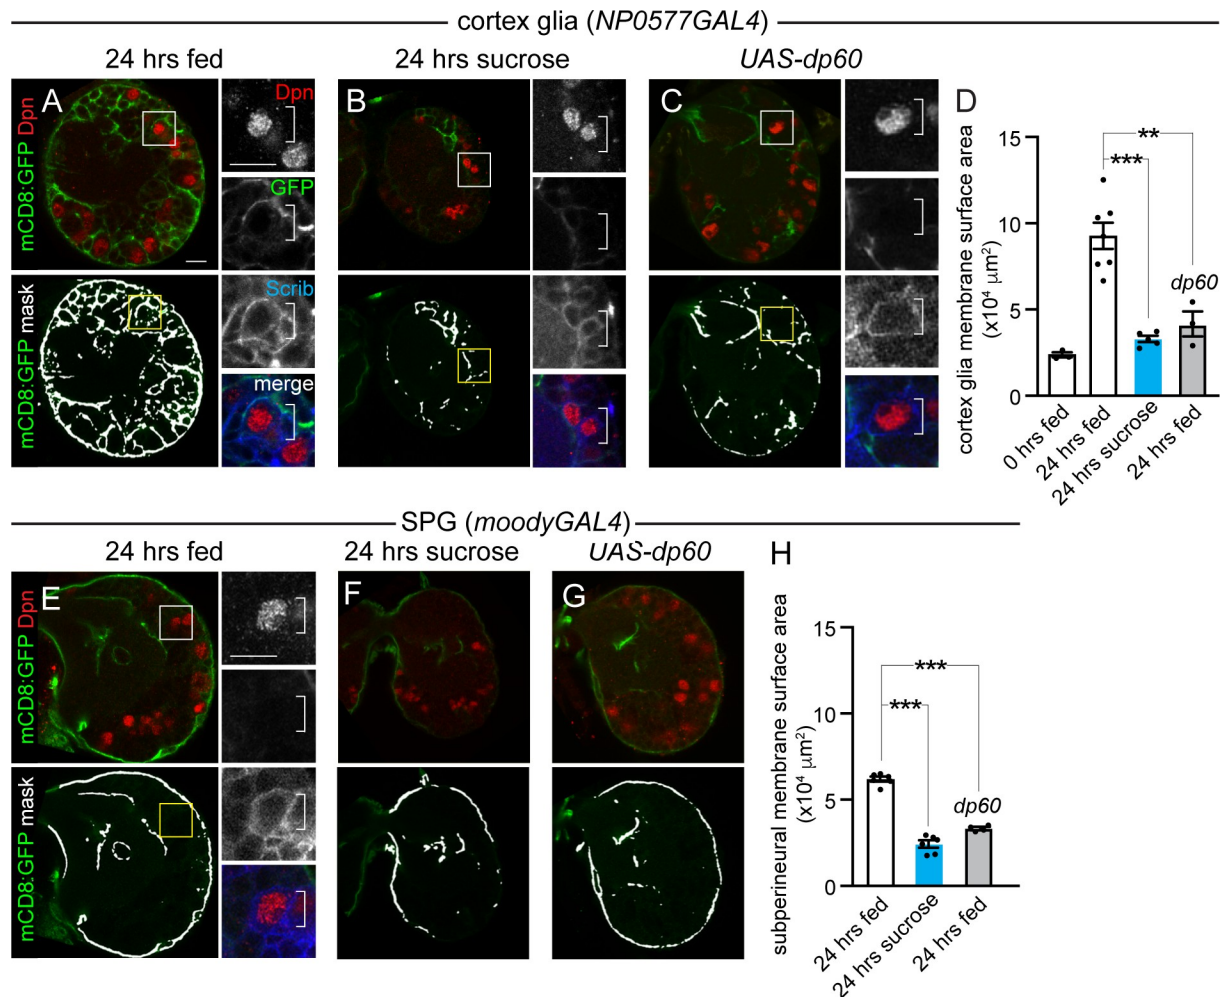 cortex glia (NP0577GAL4)
24 hrs fed
24 hrs sucrose
UAS-dp60
mCD8:GFP Dpn
A
Dpn
GFP
mCD8:GFP mask
Scrib
merge
B
C
D
cortex glia membrane surface area
(x10⁴ μm²)
15
10
5
0
**
***
dp60
0 hrs fed
24 hrs fed
24 hrs sucrose
24 hrs fed
SPG (moodyGAL4)
24 hrs fed
24 hrs sucrose
UAS-dp60
mCD8:GFP Dpn
E
mCD8:GFP mask
F
G
H
subperineural membrane surface area
(x10⁴ μm²)
15
10
5
0
***
***
dp60
24 hrs fed
24 hrs sucrose
24 hrs fed